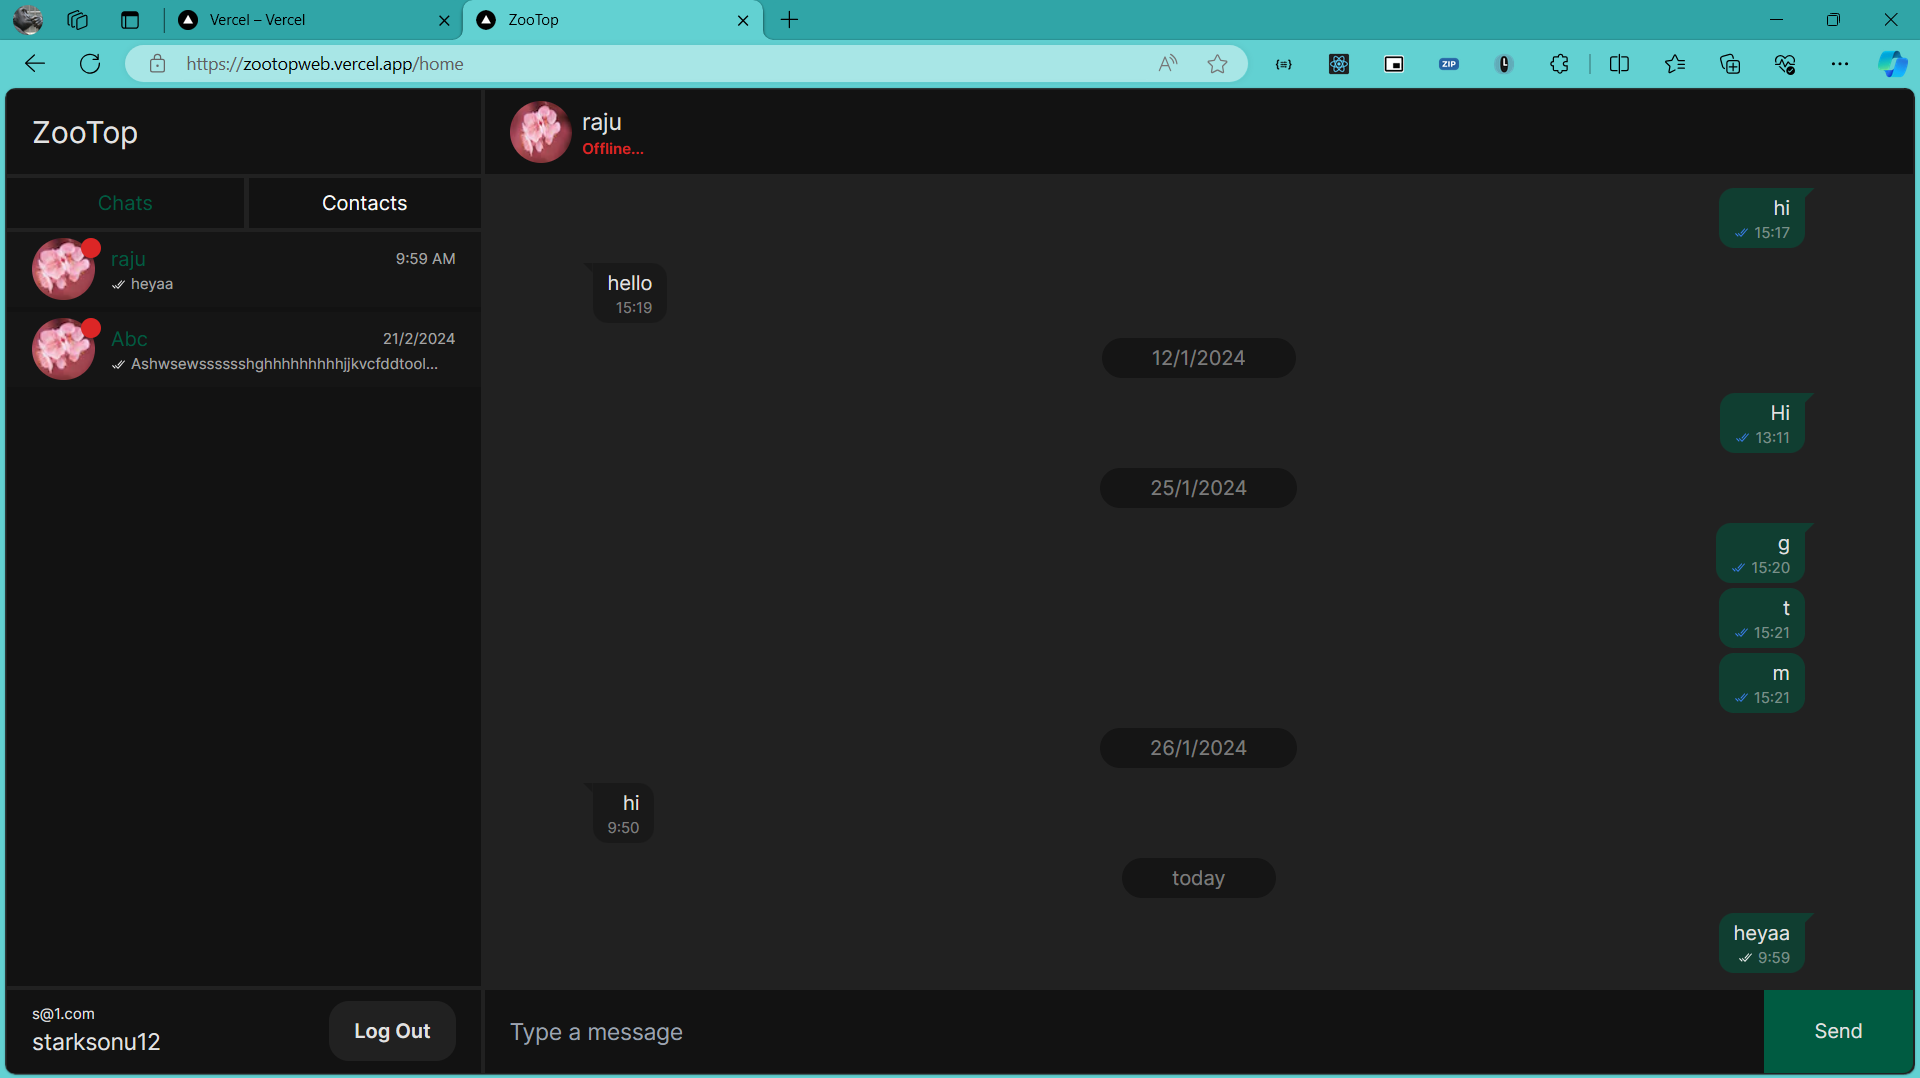 Vercel – Vercel
ZooTop
https://zootopweb.vercel.app/home
ZIP
ZooTop
Chats
Contacts
raju
9:59 AM
heyaa
Abc
21/2/2024
Ashwsewsssssshghhhhhhhhhjjkvcfddtool...
s@1.com
starksonu12
Log Out
raju
Offline...
hi
15:17
hello
15:19
12/1/2024
Hi
13:11
25/1/2024
g
15:20
t
15:21
m
15:21
26/1/2024
hi
9:50
today
heyaa
9:59
Type a message
Send